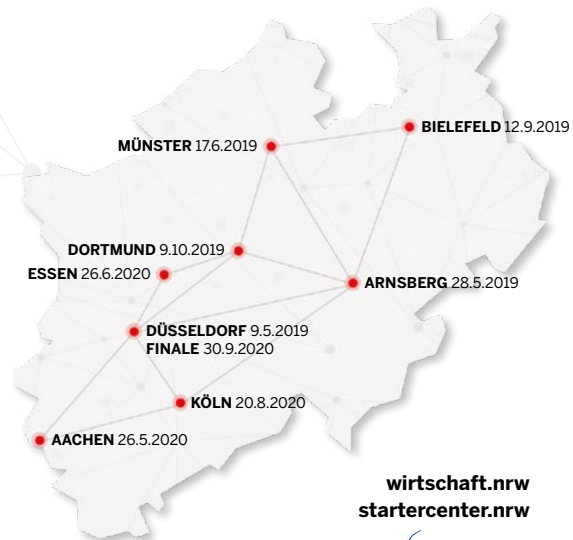 BIELEFELD 12.9.2019
MÜNSTER 17.6.2019
DORTMUND 9.10.2019
ESSEN 26.6.2020
ARNSBERG 28.5.2019
DÜSSELDORF 9.5.2019
FINALE 30.9.2020
KÖLN 20.8.2020
AACHEN 26.5.2020
wirtschaft.nrw
startercenter.nrw